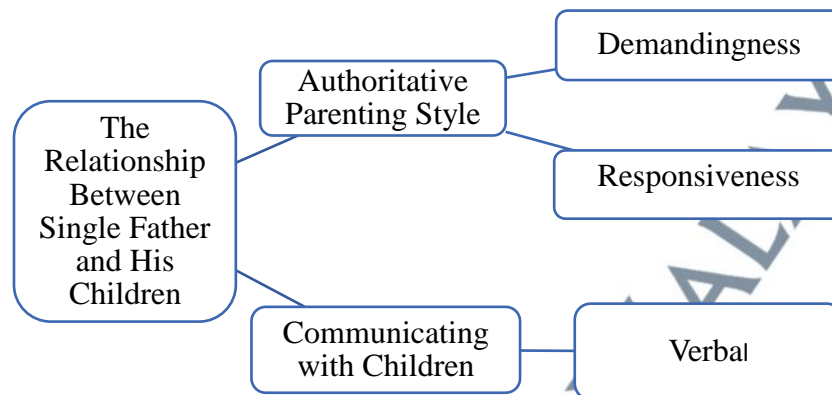 The
Relationship
Between
Single Father
and His
Children
Authoritative
Parenting Style
Demandingness
Responsiveness
Communicating
with Children
Verbal